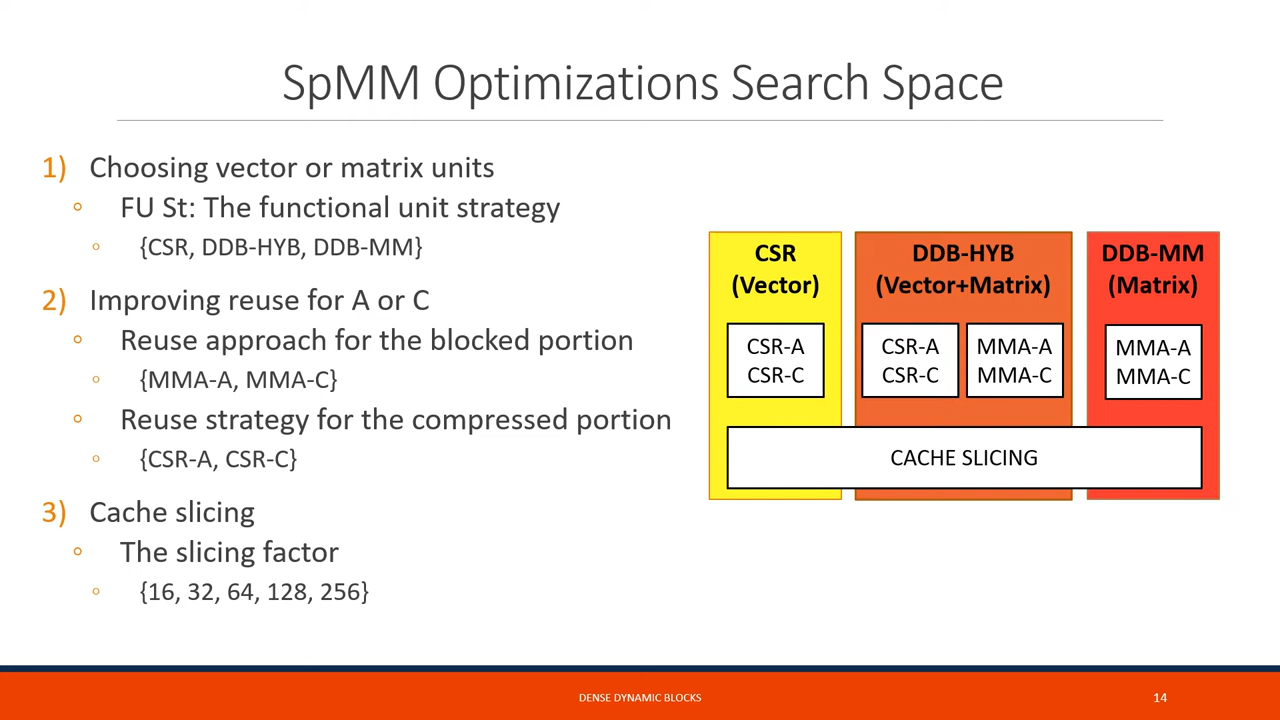 SpMM Optimizations Search Space
1) Choosing vector or matrix units
◦ FU St: The functional unit strategy
◦ {CSR, DDB-HYB, DDB-MM}
2) Improving reuse for A or C
◦ Reuse approach for the blocked portion
◦ {MMA-A, MMA-C}
◦ Reuse strategy for the compressed portion
◦ {CSR-A, CSR-C}
3) Cache slicing
◦ The slicing factor
◦ {16, 32, 64, 128, 256}
CSR
(Vector)
CSR-A
CSR-C
DDB-HYB
(Vector+Matrix)
CSR-A
CSR-C
MMA-A
MMA-C
DDB-MM
(Matrix)
MMA-A
MMA-C
CACHE SLICING
DENSE DYNAMIC BLOCKS
14